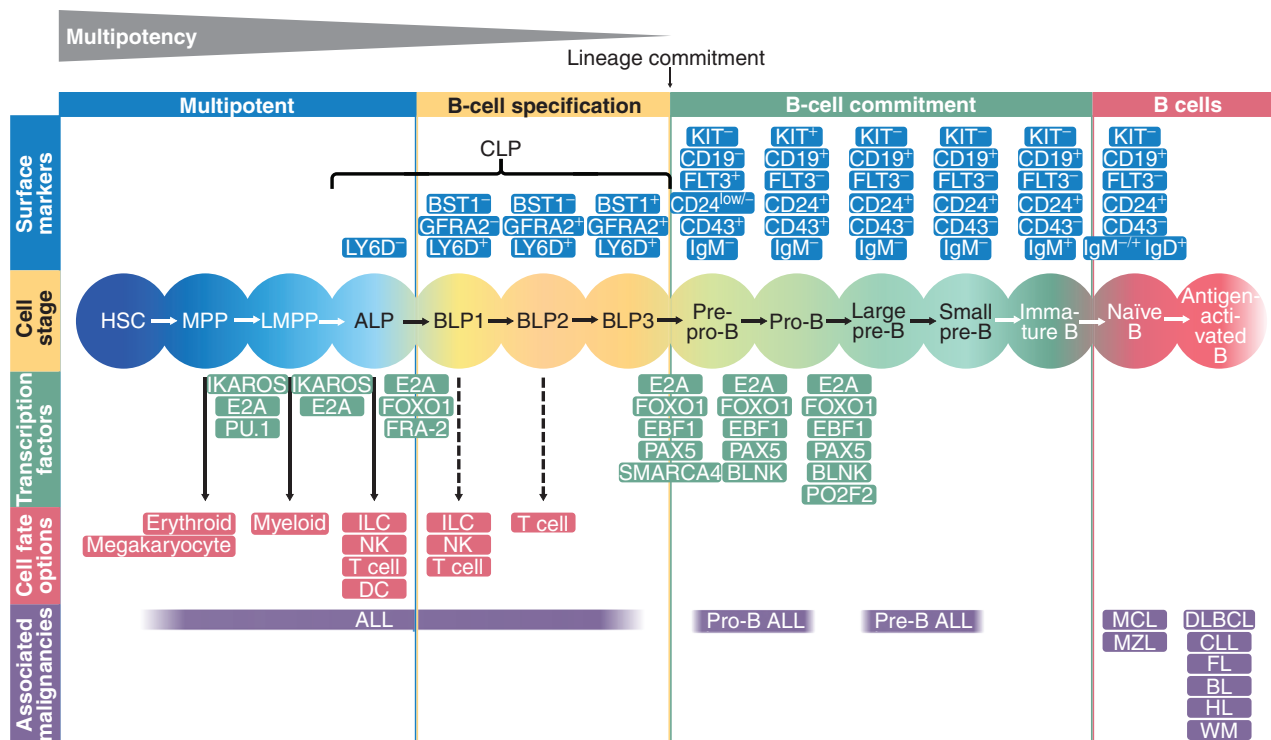 Multipotency
Lineage commitment
Multipotent
B-cell specification
B-cell commitment
B cells
Surface
markers
CLP
LY6D⁻
BST1⁻
GFRA2⁻
LY6D⁺
BST1⁻
GFRA2⁺
LY6D⁺
BST1⁺
GFRA2⁺
LY6D⁺
KIT⁻
CD19⁻
FLT3⁺
CD24low/−
CD43⁺
IgM⁻
KIT⁺
CD19⁺
FLT3⁻
CD24⁺
CD43⁺
IgM⁻
KIT⁻
CD19⁺
FLT3⁻
CD24⁺
CD43⁻
IgM⁻
KIT⁻
CD19⁺
FLT3⁻
CD24⁺
CD43⁻
IgM⁻
KIT⁻
CD19⁺
FLT3⁻
CD24⁺
CD43⁻
IgM⁺
KIT⁻
CD19⁺
FLT3⁻
CD24⁺
CD43⁻
IgM−/+ IgD⁺
Cell
stage
HSC
MPP
LMPP
ALP
BLP1
BLP2
BLP3
Pre-
pro-B
Pro-B
Large
pre-B
Small
pre-B
Imma-
ture B
Naïve
B
Antigen-
acti-
vated
B
Transcription
factors
IKAROS
E2A
PU.1
IKAROS
E2A
E2A
FOXO1
FRA-2
E2A
FOXO1
EBF1
PAX5
SMARCA4
E2A
FOXO1
EBF1
PAX5
BLNK
E2A
FOXO1
EBF1
PAX5
BLNK
PO2F2
Cell fate
options
Erythroid
Megakaryocyte
Myeloid
ILC
NK
T cell
DC
ILC
NK
T cell
T cell
Associated
malignancies
ALL
Pro-B ALL
Pre-B ALL
MCL
MZL
DLBCL
CLL
FL
BL
HL
WM